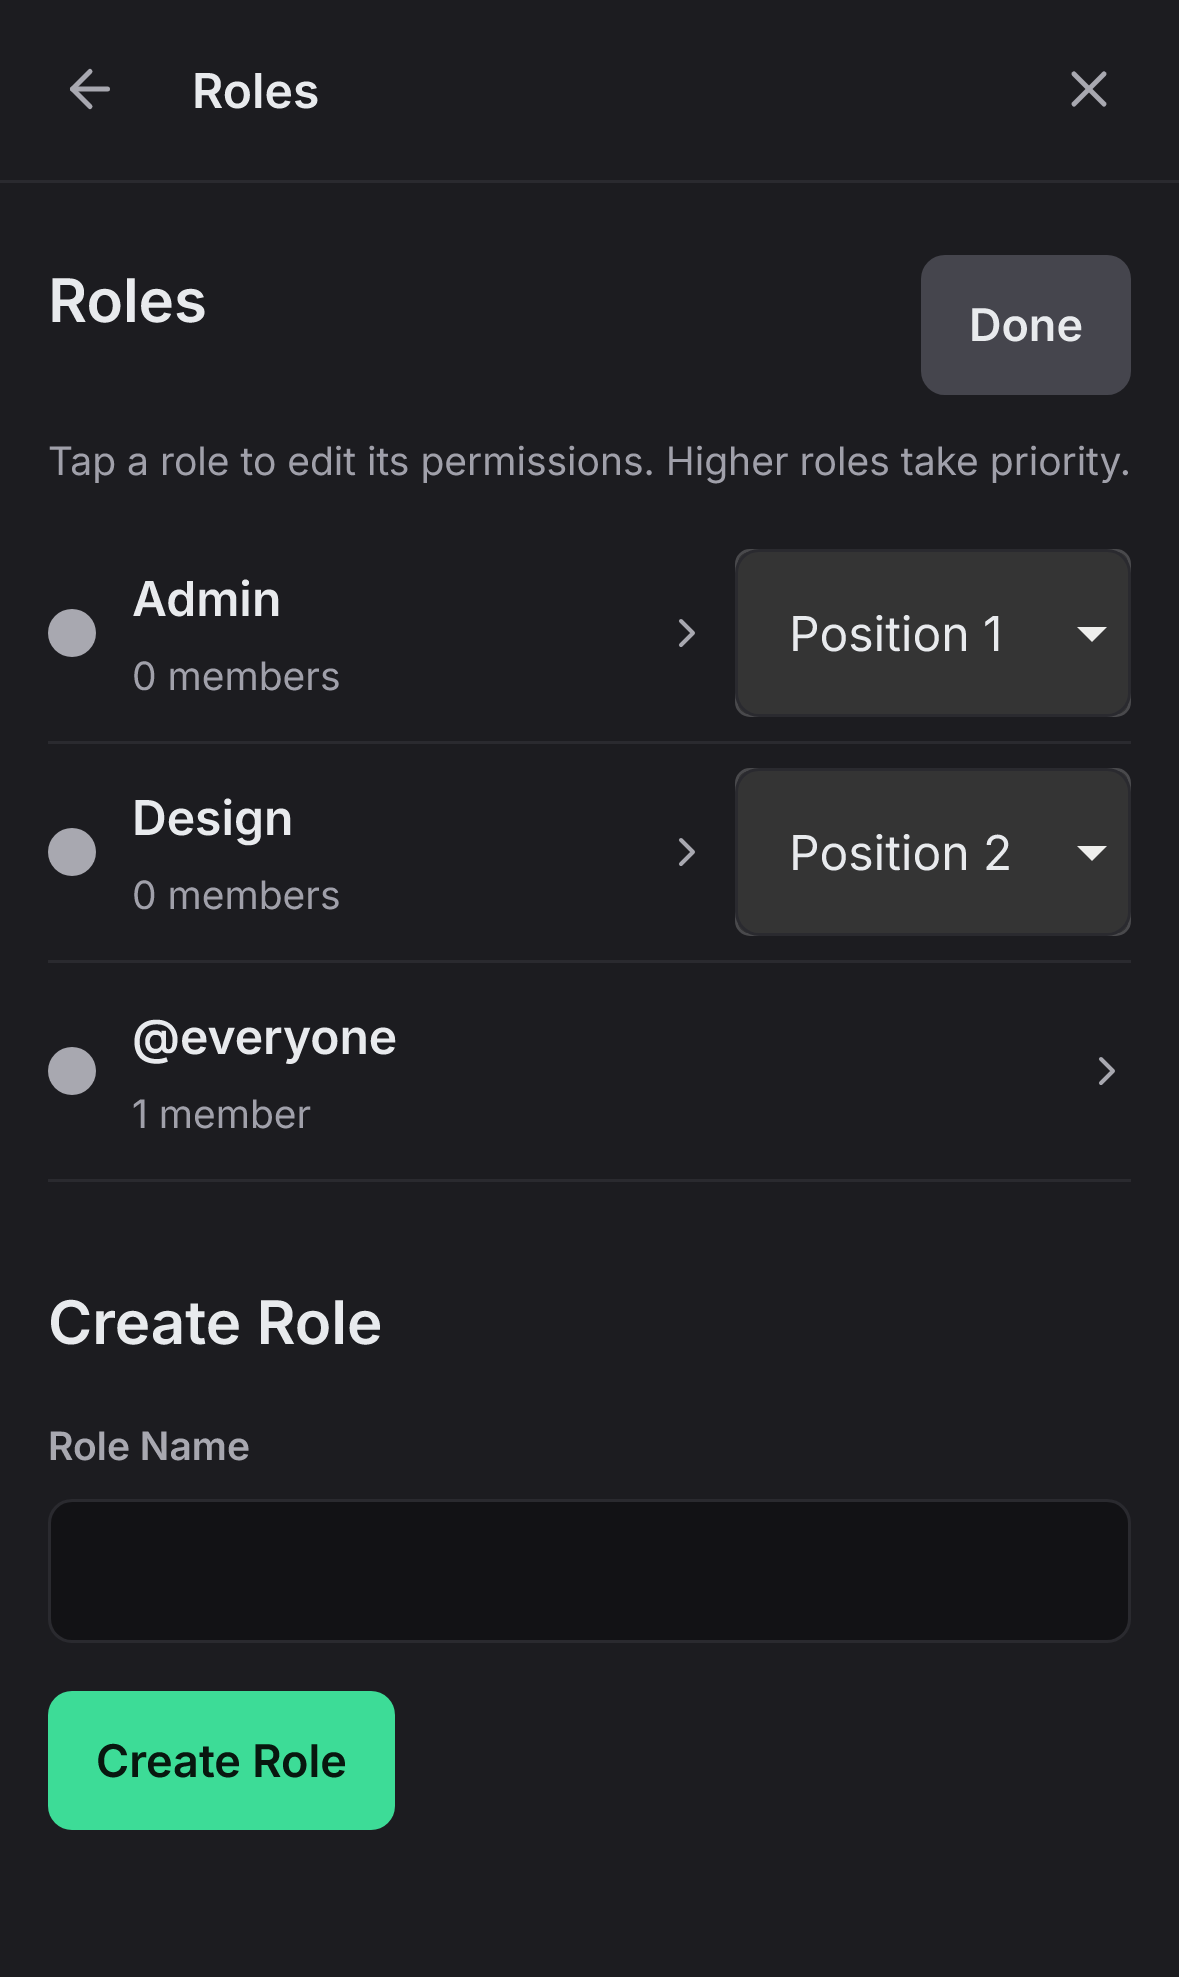 Roles
Roles
Done
Tap a role to edit its permissions. Higher roles take priority.
Admin
0 members
Position 1
Design
0 members
Position 2
@everyone
1 member
Create Role
Role Name
Create Role